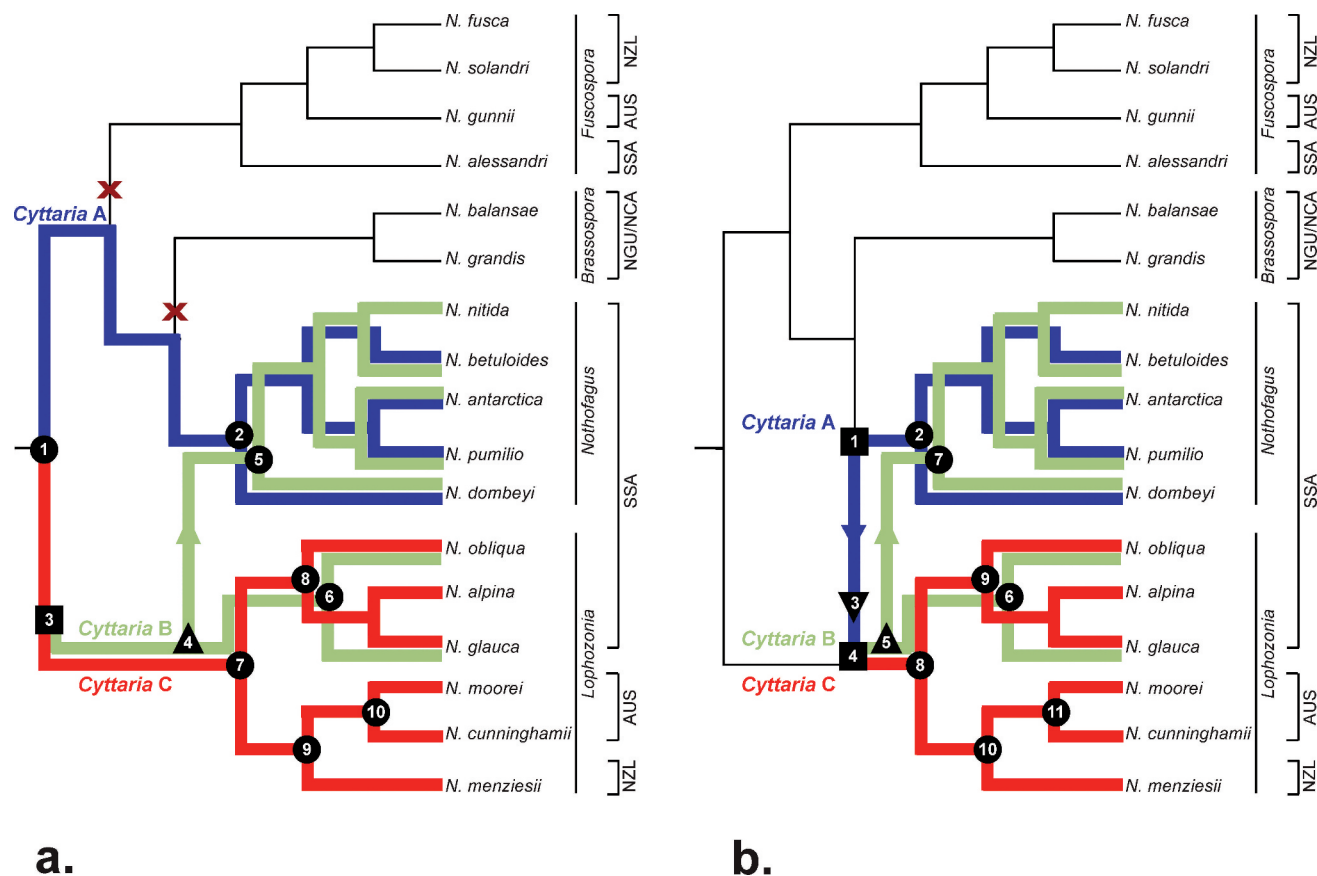 N. fusca
N. solandri
N. gunnii
N. alessandri
N. balansae
N. grandis
N. nitida
N. betuloides
N. antarctica
N. pumilio
N. dombeyi
N. obliqua
N. alpina
N. glauca
N. moorei
N. cunninghamii
N. menziesii
Fuscospora
Brassospora
Nothofagus
Lophozonia
NZL
AUS
SSA
NGU/NCA
SSA
AUS
NZL
Cyttaria A
Cyttaria B
Cyttaria C
1
2
5
3
4
8
6
7
10
9
a.
N. fusca
N. solandri
N. gunnii
N. alessandri
N. balansae
N. grandis
N. nitida
N. betuloides
N. antarctica
N. pumilio
N. dombeyi
N. obliqua
N. alpina
N. glauca
N. moorei
N. cunninghamii
N. menziesii
Fuscospora
Brassospora
Nothofagus
Lophozonia
NZL
AUS
SSA
NGU/NCA
SSA
AUS
NZL
Cyttaria A
Cyttaria B
Cyttaria C
1
2
7
3
9
6
5
4
8
11
10
b.